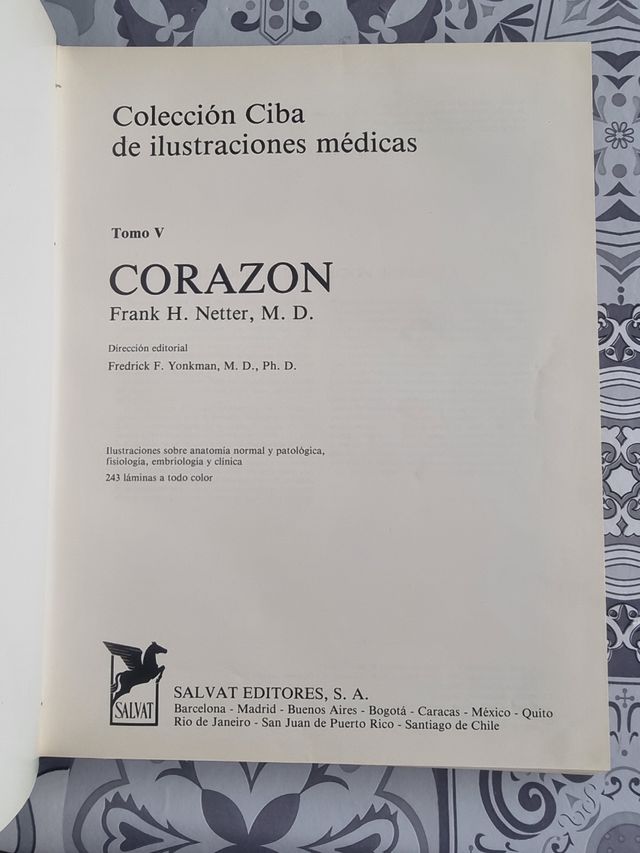 Colección Ciba
de ilustraciones médicas
Tomo V
CORAZON
Frank H. Netter, M. D.
Dirección editorial
Fredrick F. Yonkman, M. D., Ph. D.
Ilustraciones sobre anatomía normal y patológica,
fisiología, embriología y clínica
243 láminas a todo color
SALVAT
SALVAT EDITORES, S. A.
Barcelona - Madrid - Buenos Aires - Bogotá - Caracas - México - Quito
Rio de Janeiro - San Juan de Puerto Rico - Santiago de Chile